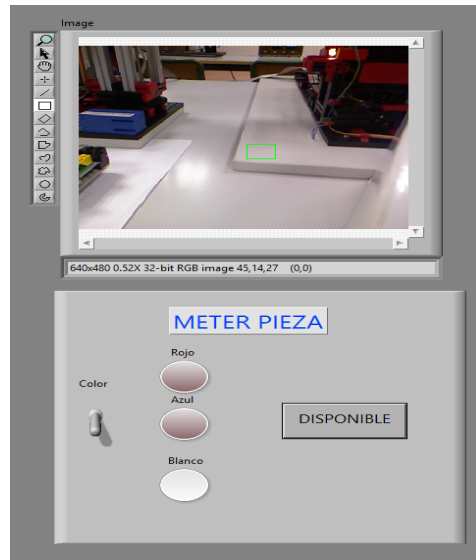 Image
640x480 0.52X 32-bit RGB image 45,14,27 (0,0)
METER PIEZA
Rojo
Color
Azul
DISPONIBLE
Blanco